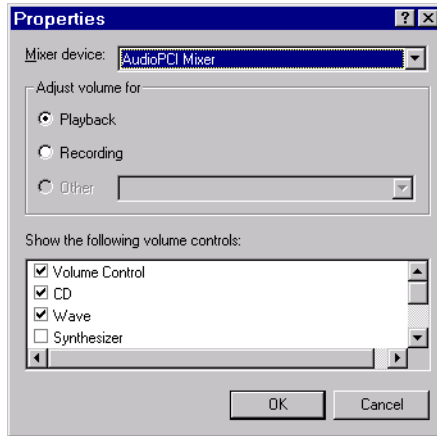 Properties
Mixer device: AudioPCI Mixer
Adjust volume for
Playback
Recording
Other
Show the following volume controls:
Volume Control
CD
Wave
Synthesizer
OK Cancel